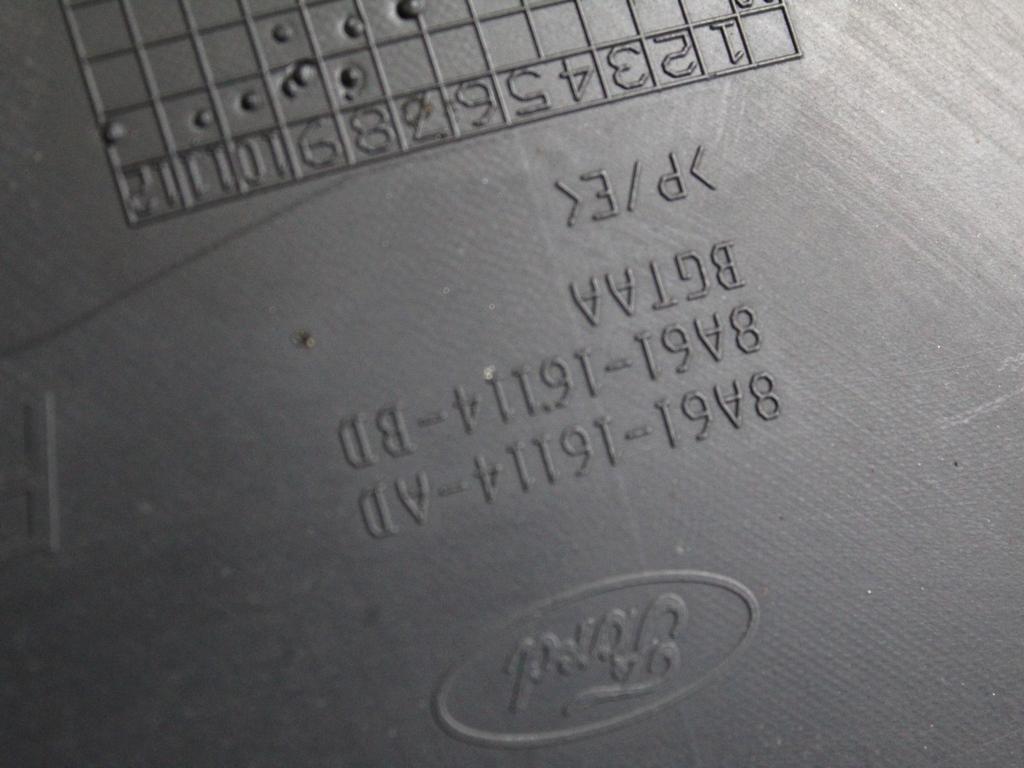 Ford
8A61-16114-AD
8A61-16114-BD
BGTAA
>P/E<
1 2 3 4 5 6 7 8 9 10 11 12